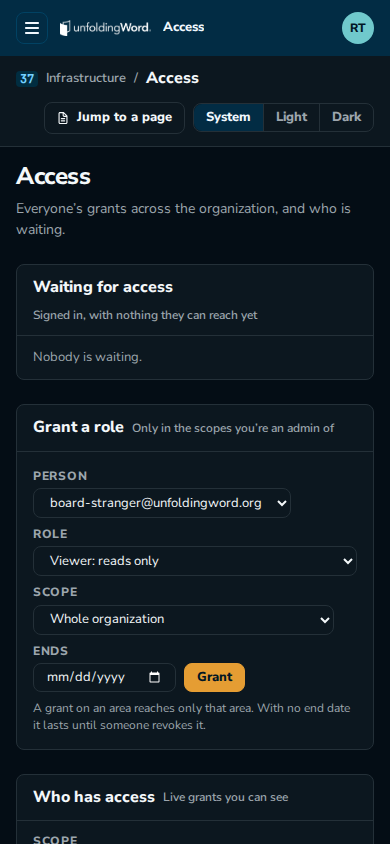 unfoldingWord. Access RT
37 Infrastructure / Access
Jump to a page System Light Dark
Access
Everyone's grants across the organization, and who is
waiting.
Waiting for access
Signed in, with nothing they can reach yet
Nobody is waiting.
Grant a role Only in the scopes you're an admin of
PERSON
board-stranger@unfoldingword.org
ROLE
Viewer: reads only
SCOPE
Whole organization
ENDS
mm/dd/yyyy Grant
A grant on an area reaches only that area. With no end date
it lasts until someone revokes it.
Who has access Live grants you can see
SCOPE